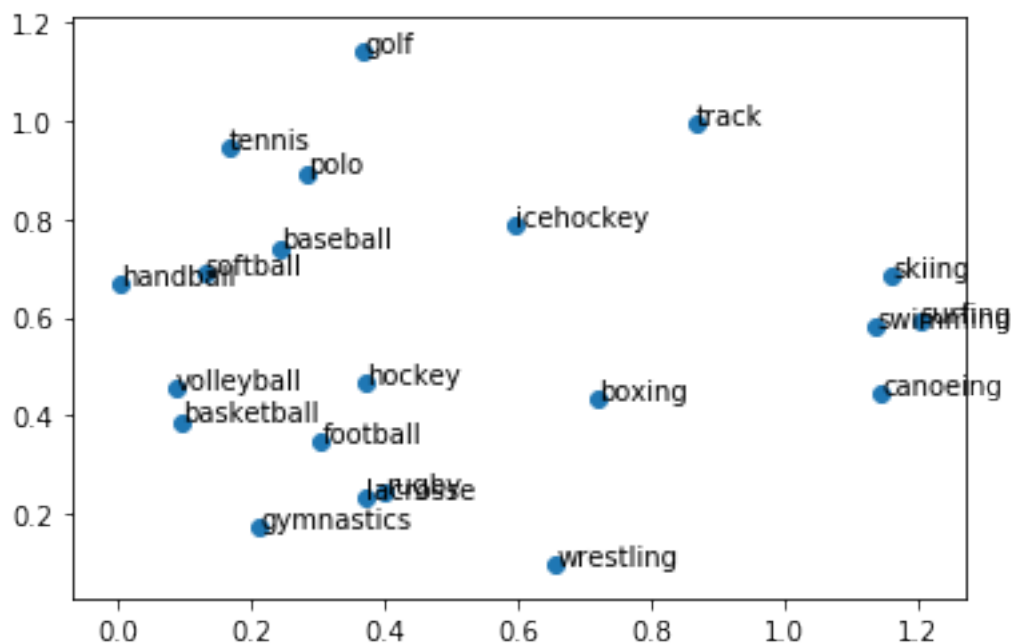 1.2
golf
track
1.0
tennis
polo
0.8
icehockey
baseball
softball
handball
skiing
0.6
surfing
swimming
volleyball
hockey
boxing
canoeing
0.4
basketball
football
rugby
lacrosse
0.2
gymnastics
wrestling
0.0 0.2 0.4 0.6 0.8 1.0 1.2